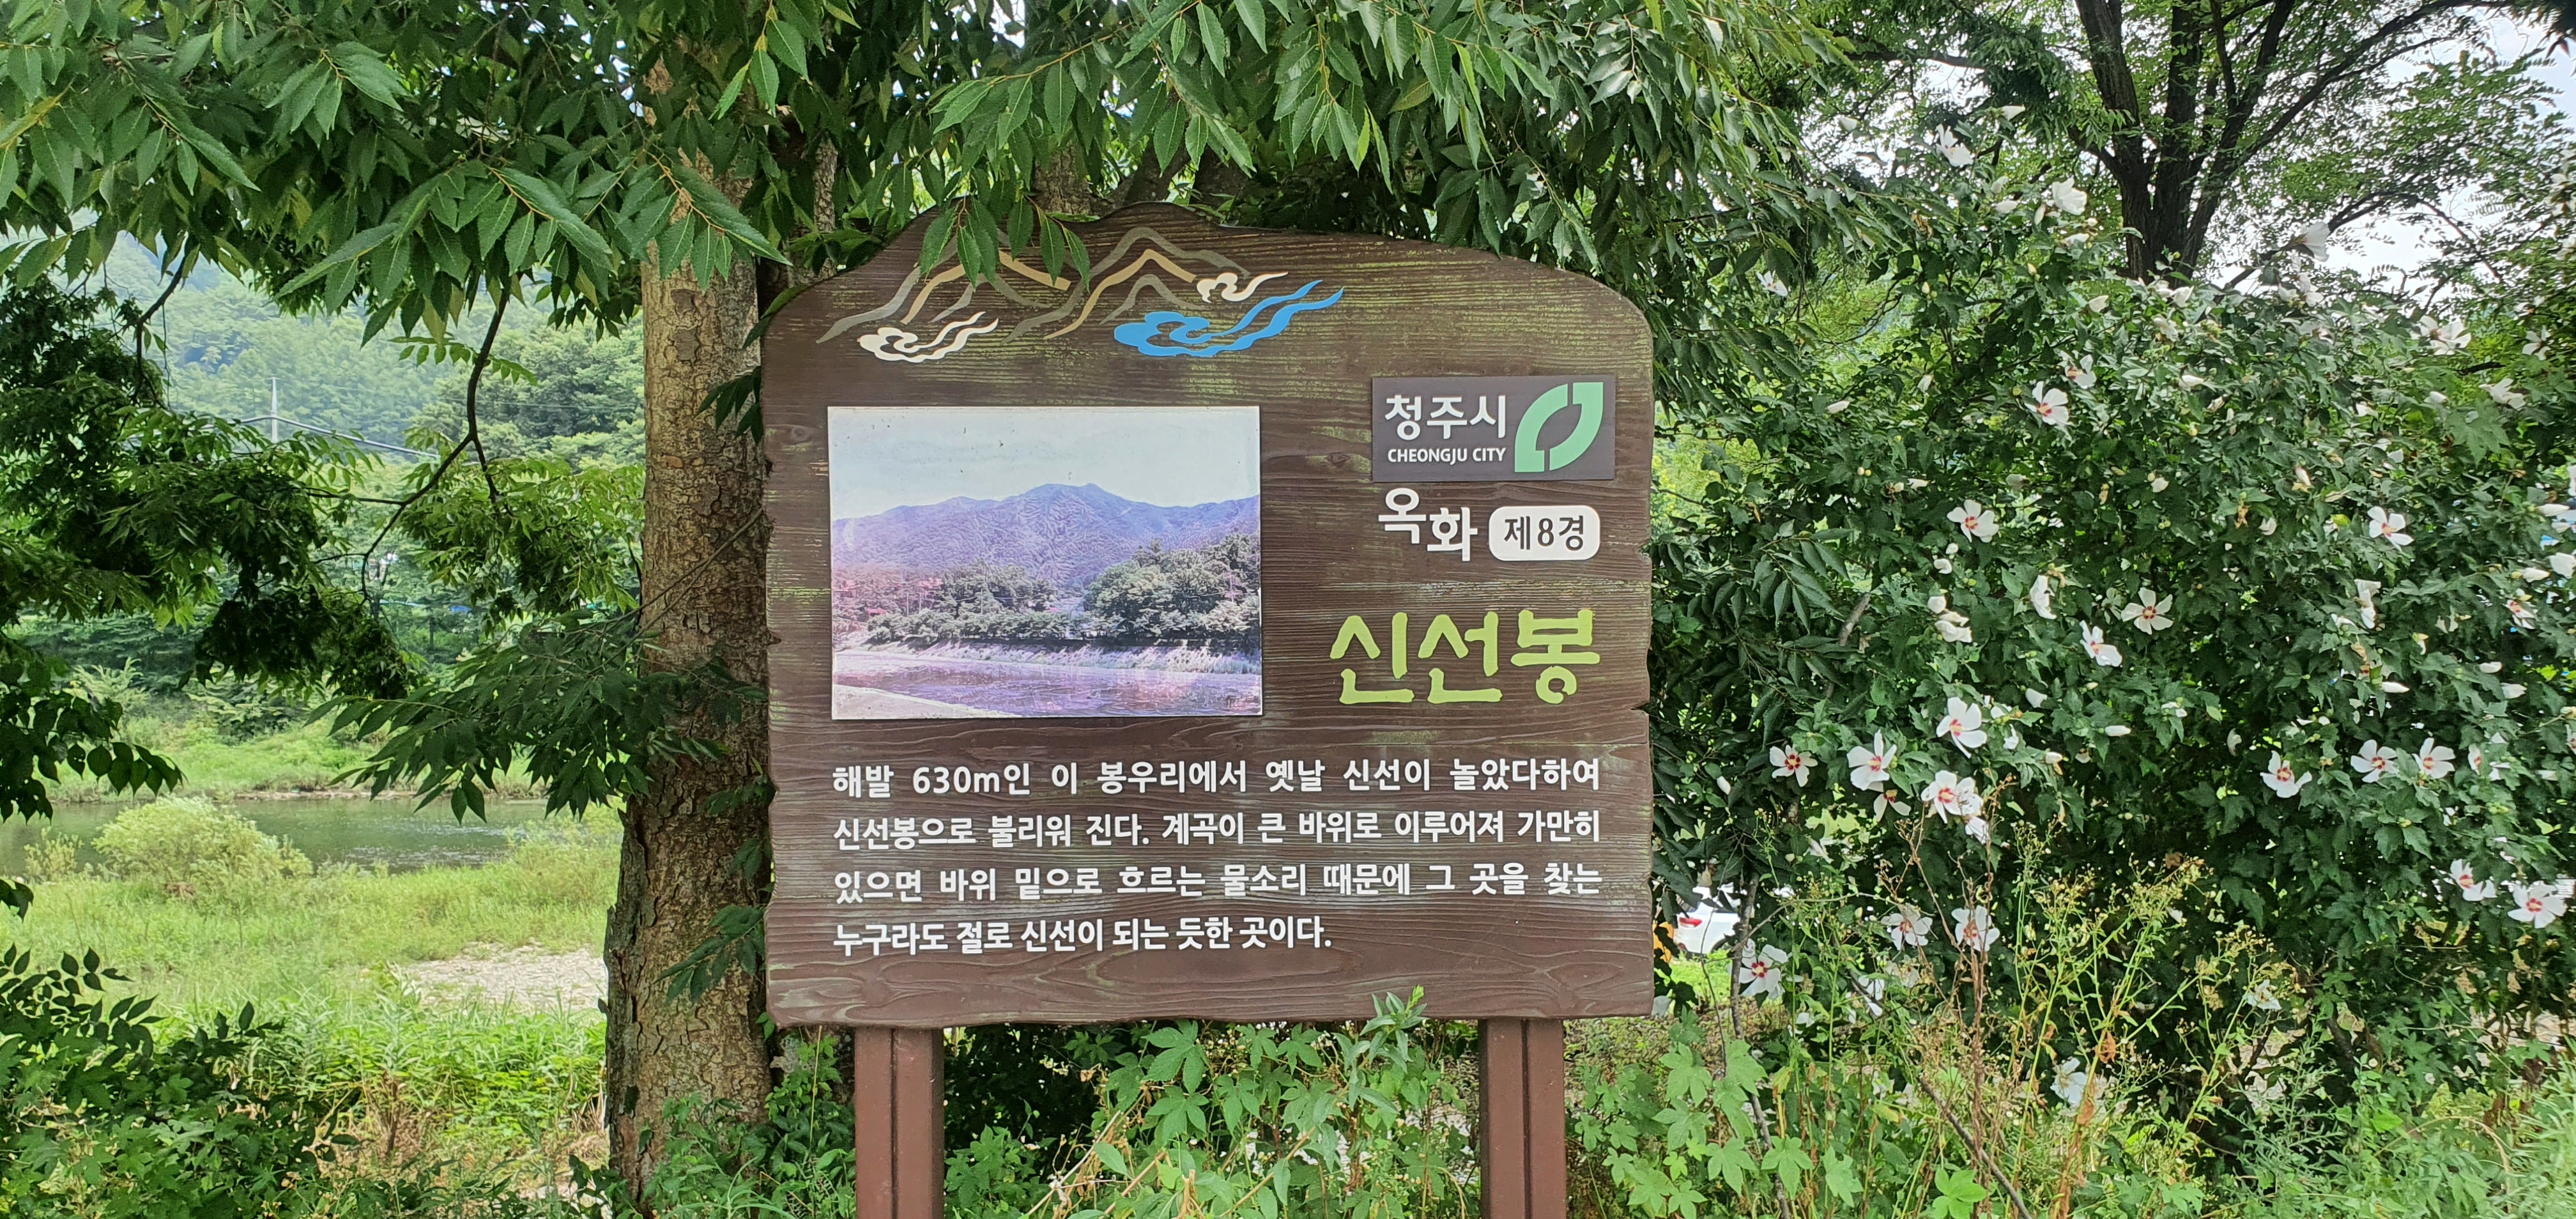 청주시
CHEONGJU CITY
옥화 제8경
신선봉
해발 630m인 이 봉우리에서 옛날 신선이 놀았다하여
신선봉으로 불리워 진다. 계곡이 큰 바위로 이루어져 가만히
있으면 바위 밑으로 흐르는 물소리 때문에 그 곳을 찾는
누구라도 절로 신선이 되는 듯한 곳이다.